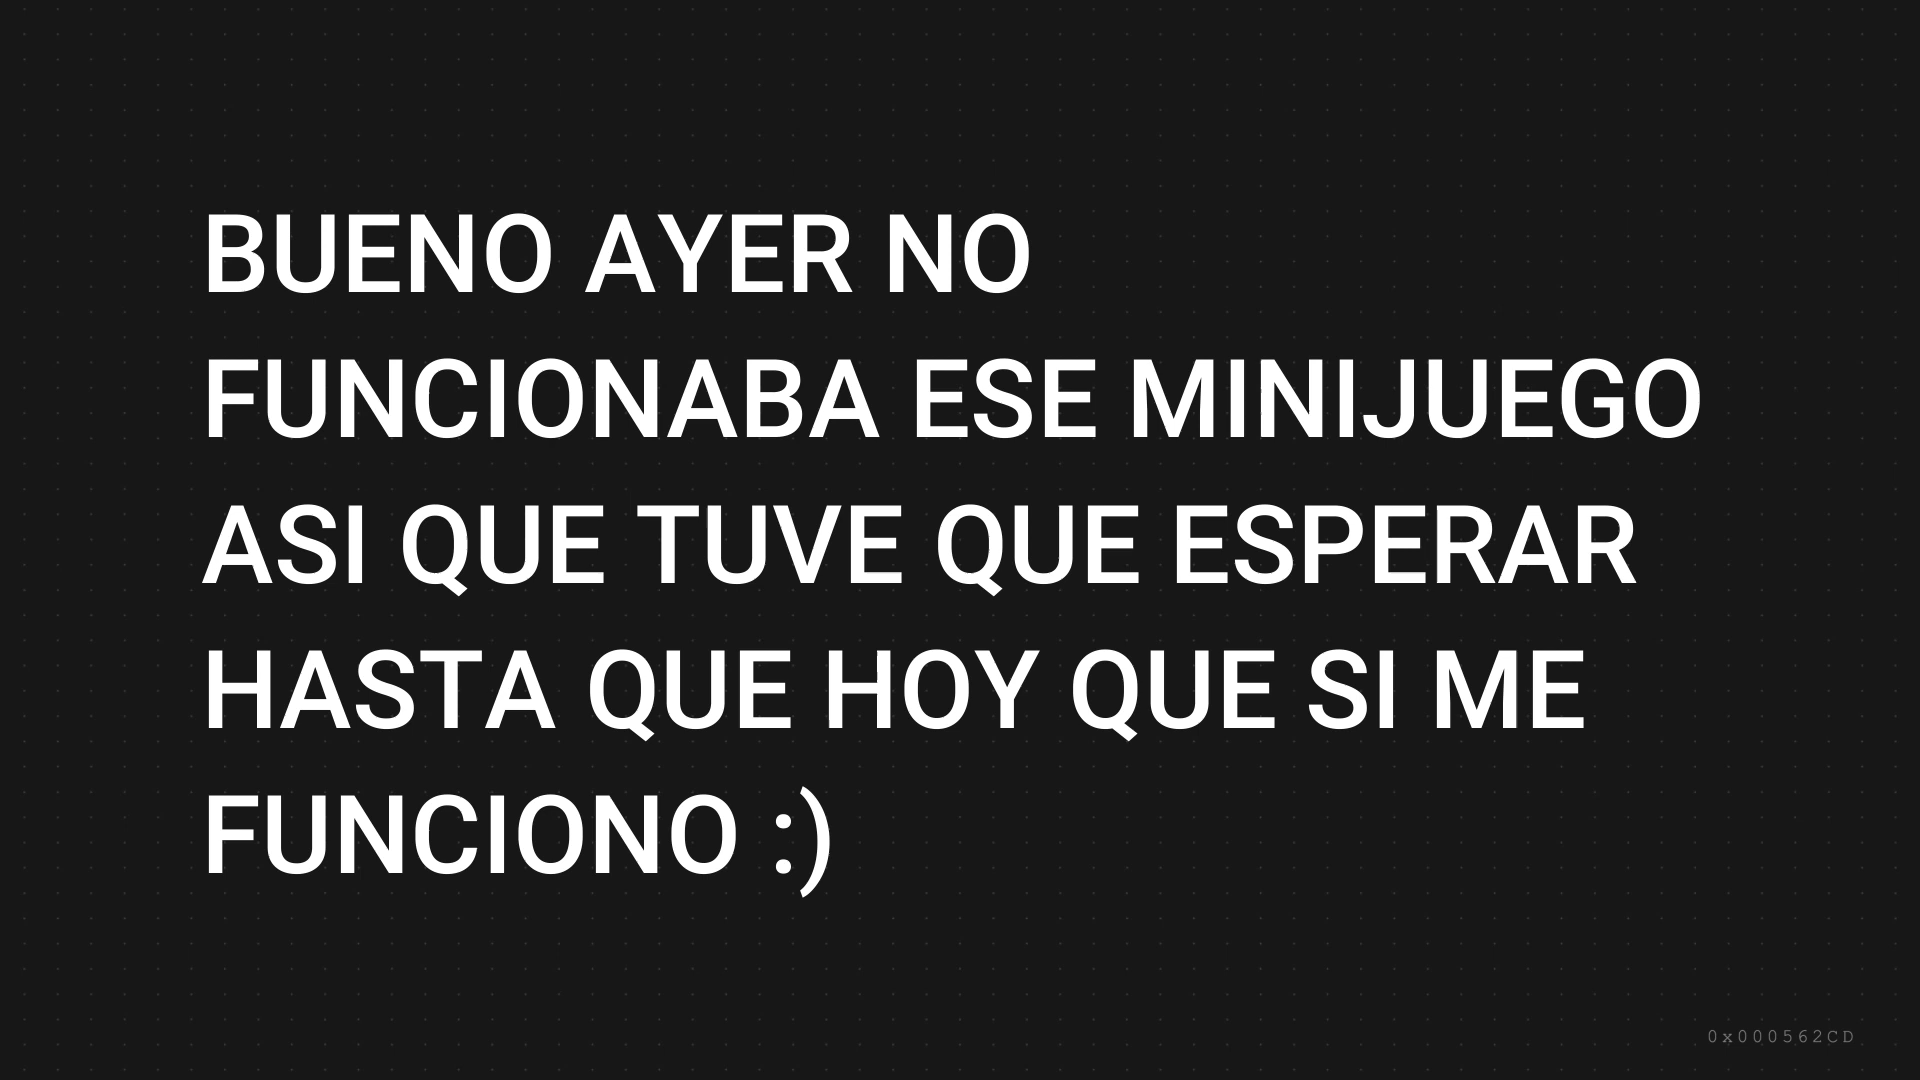 BUENO AYER NO
FUNCIONABA ESE MINIJUEGO
ASI QUE TUVE QUE ESPERAR
HASTA QUE HOY QUE SI ME
FUNCIONO :)
0x000562CD